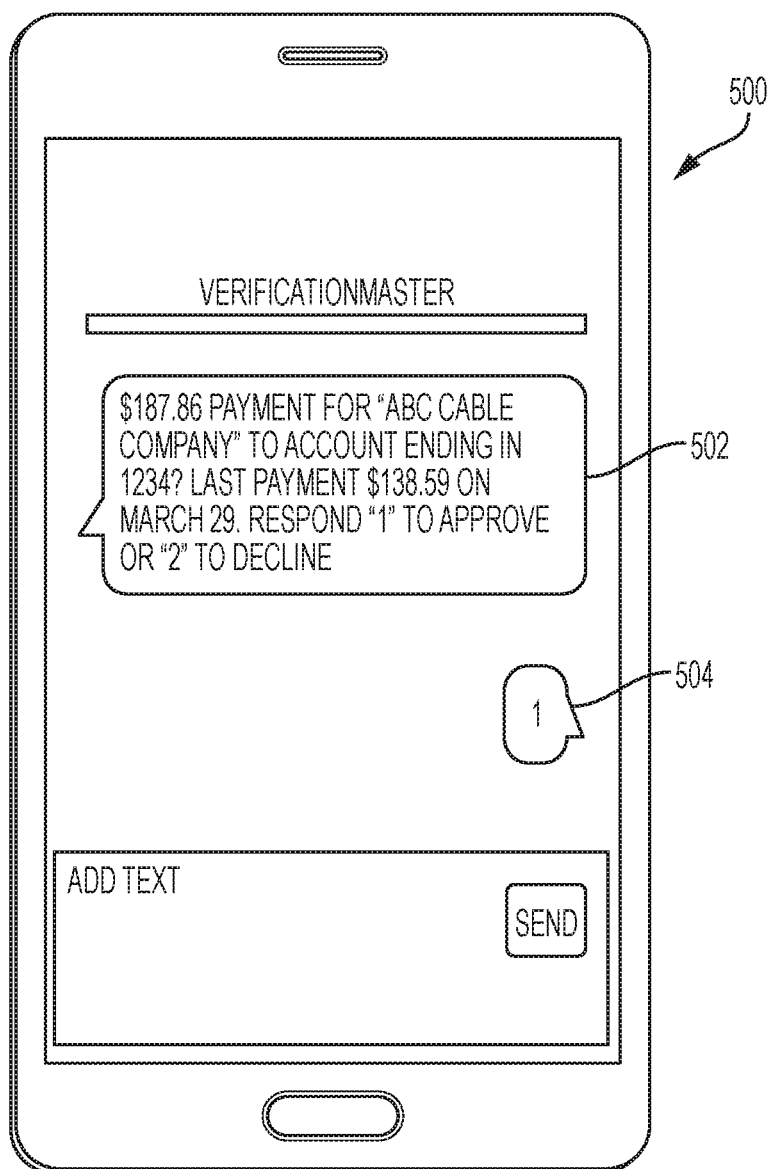 500
VERIFICATIONMASTER
$187.86 PAYMENT FOR “ABC CABLE
COMPANY” TO ACCOUNT ENDING IN
1234? LAST PAYMENT $138.59 ON
MARCH 29. RESPOND “1” TO APPROVE
OR “2” TO DECLINE
502
504
1
ADD TEXT
SEND